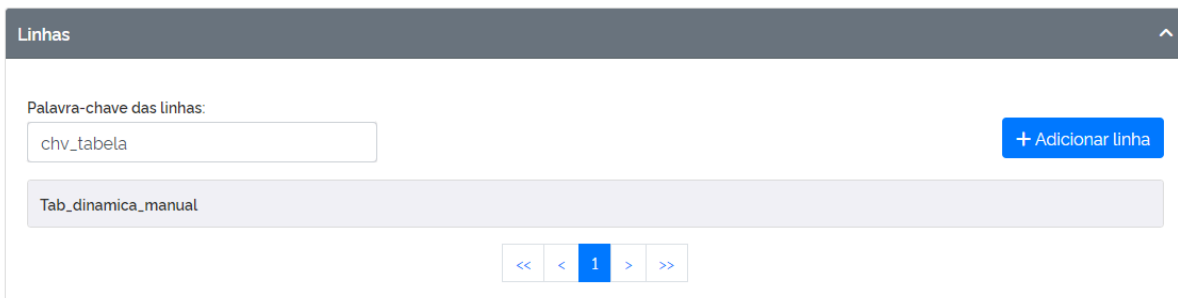 Linhas
Palavra-chave das linhas:
chv_tabela
+ Adicionar linha
Tab_dinamica_manual
<< < 1 > >>